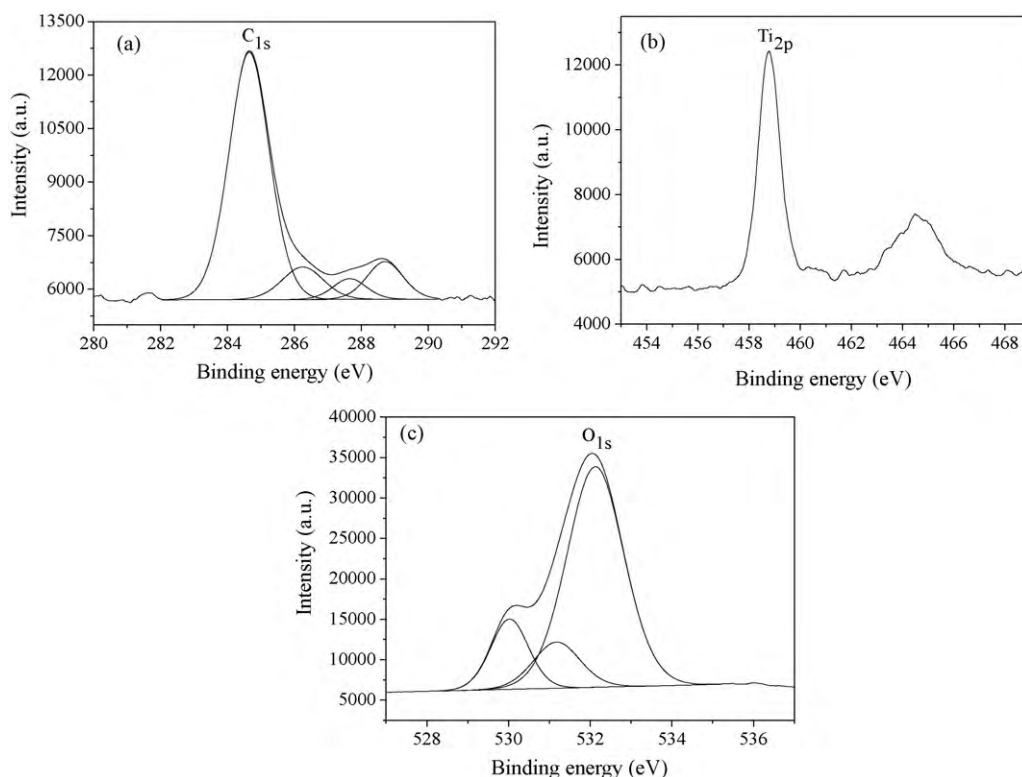 (a)
C1s
13500
12000
10500
9000
7500
6000
Intensity (a.u.)
280 282 284 286 288 290 292
Binding energy (eV)
(b)
Ti2p
12000
10000
8000
6000
4000
Intensity (a.u.)
454 456 458 460 462 464 466 468
Binding energy (eV)
(c)
O1s
40000
35000
30000
25000
20000
15000
10000
5000
Intensity (a.u.)
528 530 532 534 536
Binding energy (eV)